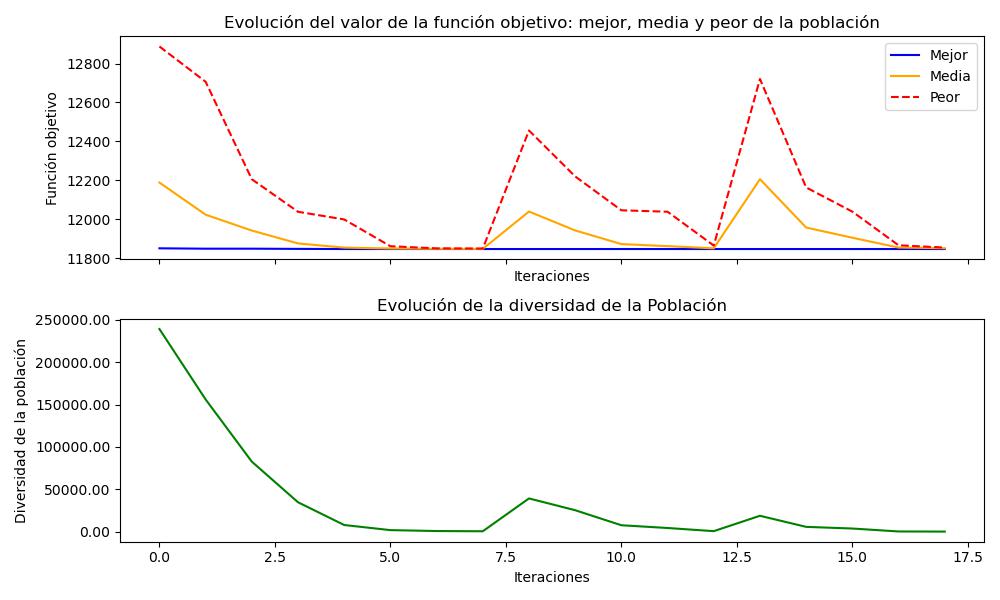 Evolución del valor de la función objetivo: mejor, media y peor de la población
12800
12600
12400
12200
12000
11800
Función objetivo
Mejor
Media
Peor
Iteraciones
Evolución de la diversidad de la Población
250000.00
200000.00
150000.00
100000.00
50000.00
0.00
Diversidad de la población
0.0 2.5 5.0 7.5 10.0 12.5 15.0 17.5
Iteraciones